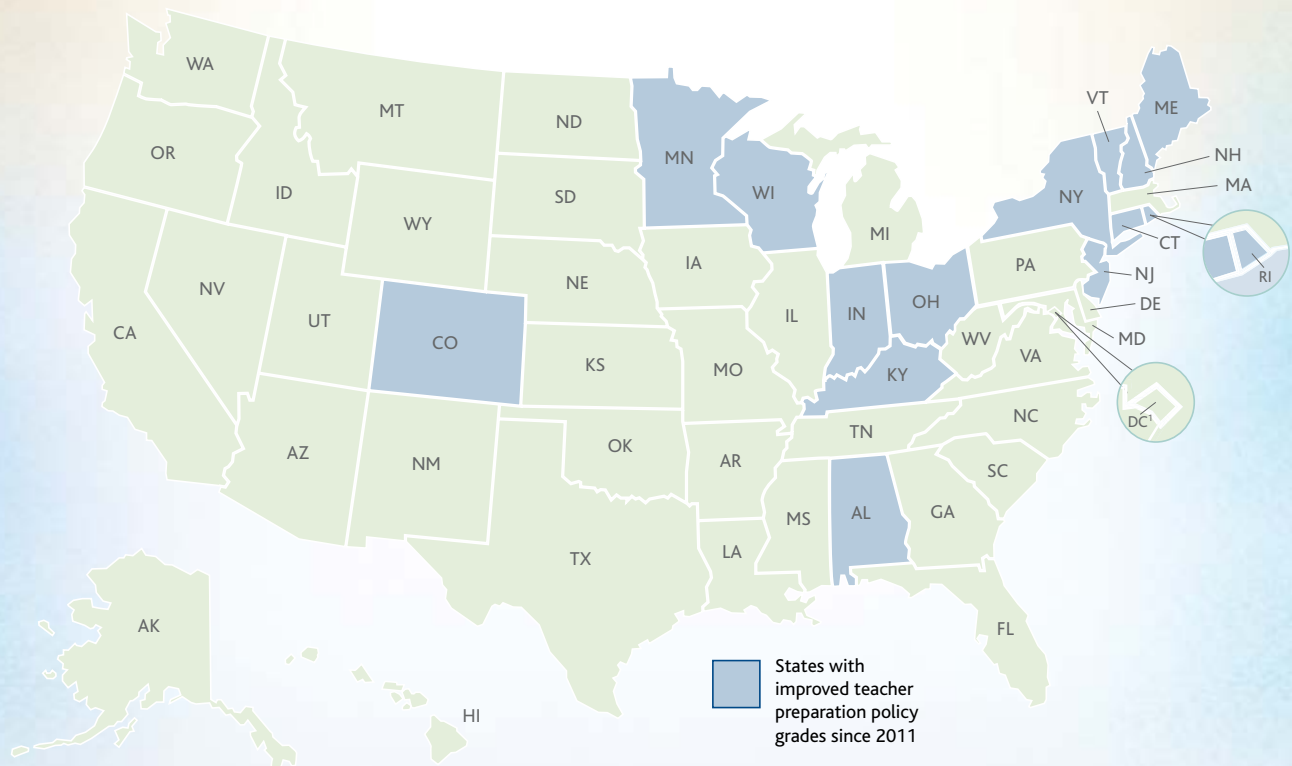 WA
MT
ND
MN
VT
ME
OR
ID
SD
WI
NH
MA
WY
NY
MI
CT
RI
NV
IA
NE
PA
NJ
UT
CO
IL
IN
OH
DE
CA
KS
MO
WV
VA
MD
KY
DC¹
AZ
NM
OK
AR
TN
NC
SC
TX
LA
MS
AL
GA
AK
FL
HI
States with
improved teacher
preparation policy
grades since 2011